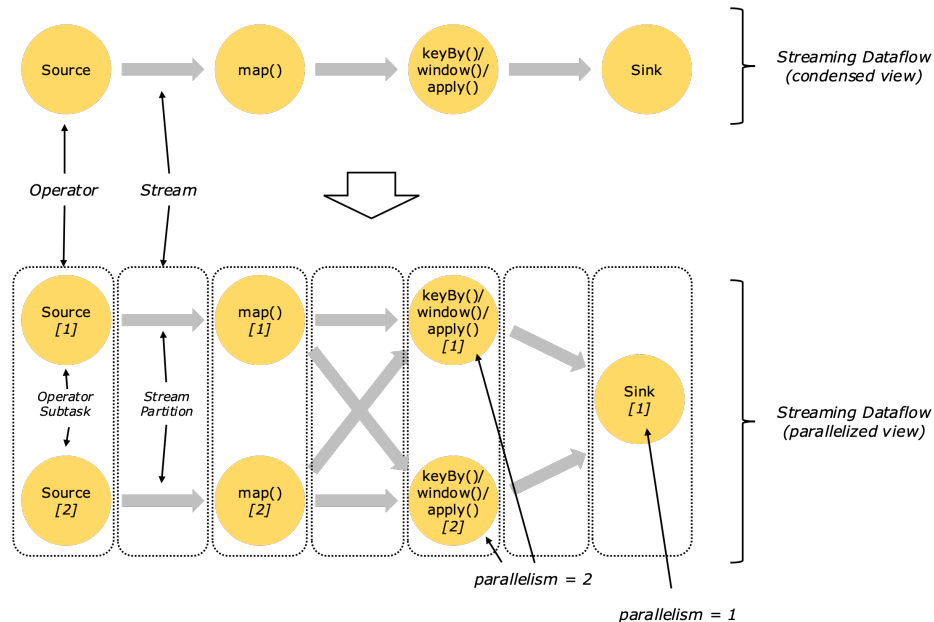 Source
map()
keyBy()/
window()/
apply()
Sink
Streaming Dataflow
(condensed view)
Operator
Stream
Source
[1]
map()
[1]
keyBy()/
window()/
apply()
[1]
Operator
Subtask
Stream
Partition
Sink
[1]
Streaming Dataflow
(parallelized view)
Source
[2]
map()
[2]
keyBy()/
window()/
apply()
[2]
parallelism = 2
parallelism = 1